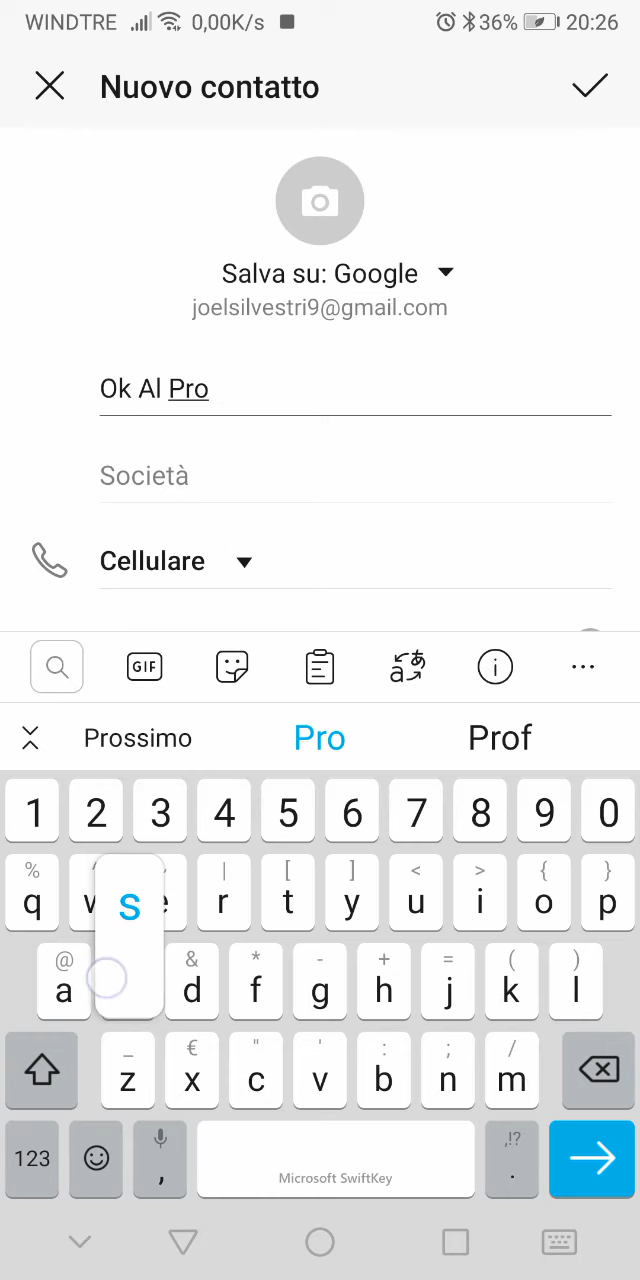 WINDTRE 0,00K/s 36% 20:26
Nuovo contatto
Salva su: Google
joelsilvestri9@gmail.com
Ok Al Pro
Società
Cellulare
GIF
Prossimo Pro Prof
1 2 3 4 5 6 7 8 9 0
% | [ ] < > { }
q w e r t y u i o p
s
@ & * - + = ( )
a d f g h j k l
_ € " ' : ; /
z x c v b n m
123 , Microsoft SwiftKey ,!? .